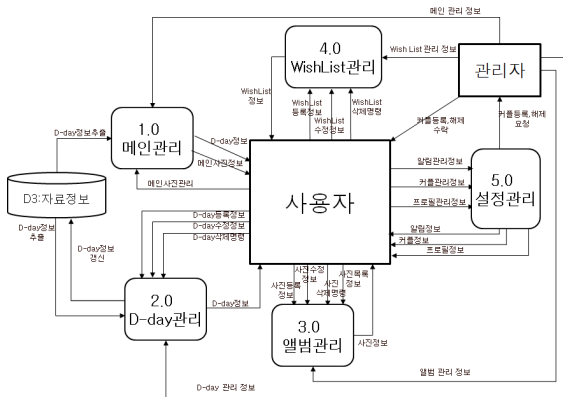 메인 관리 정보
4.0
WishList관리
Wish List 관리 정보
관리자
WishList
정보
WishList
등록정보
WishList
수정정보
WishList
삭제명령
커플등록,해제
수락
커플등록,해제
요청
D-day정보추출
1.0
메인관리
D-day정보
메인사진정보
메인사진관리
사용자
알람관리정보
커플관리정보
프로필관리정보
5.0
설정관리
D3:자료정보
D-day정보
추출
D-day정보
갱신
D-day등록정보
D-day수정정보
D-day삭제명령
알람정보
커플정보
프로필정보
2.0
D-day관리
D-day정보
사진등록
정보
사진수정
정보
사진
삭제명령
사진목록
정보
3.0
앨범관리
사진정보
D-day 관리 정보
앨범 관리 정보